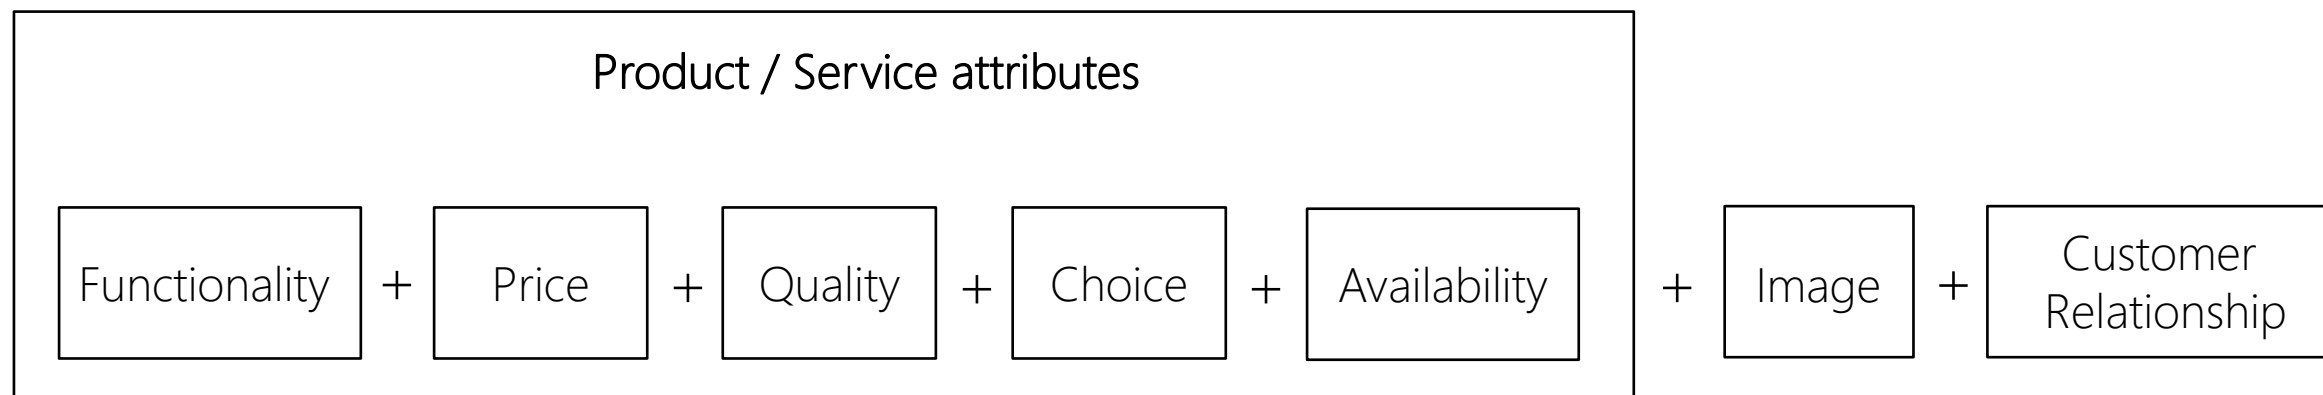 Product / Service attributes
Functionality + Price + Quality + Choice + Availability + Image + Customer
Relationship